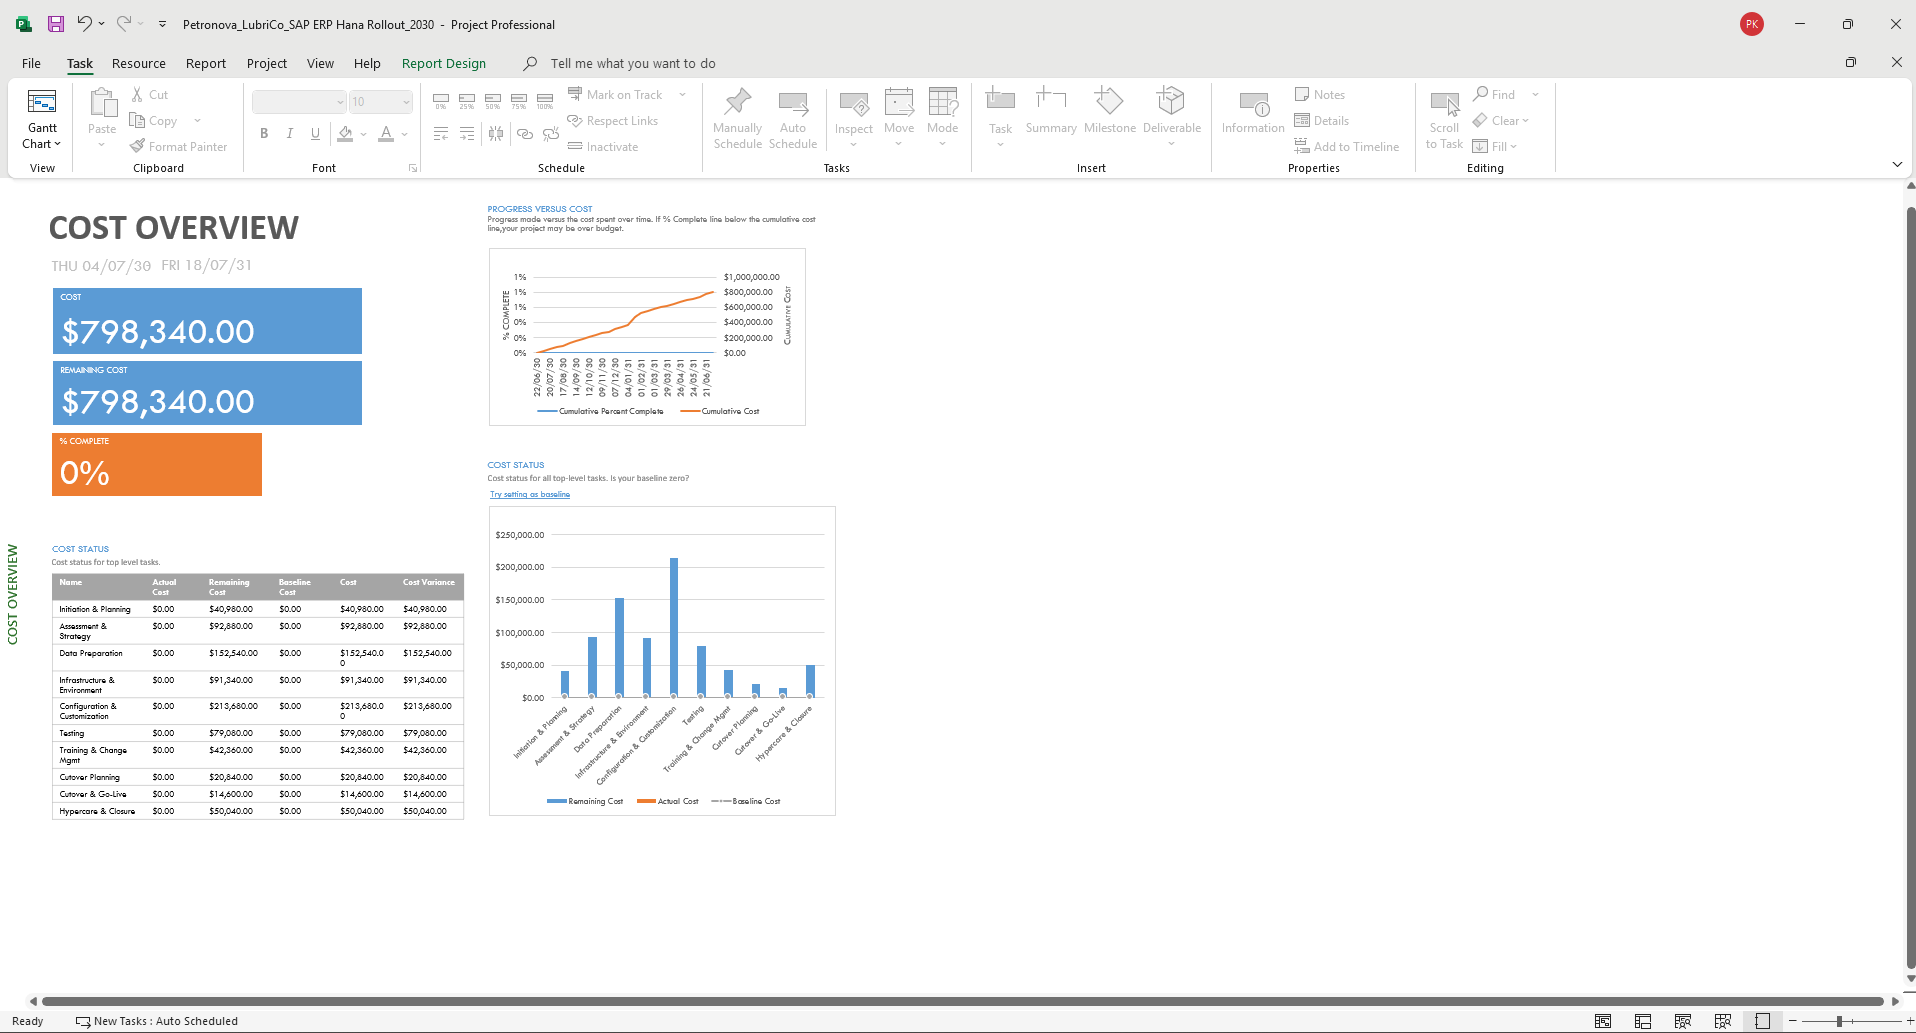 Petronova_LubriCo_SAP ERP Hana Rollout_2030 - Project Professional
PK
File Task Resource Report Project View Help Report Design Tell me what you want to do
Gantt Chart
View
Paste
Cut
Copy
Format Painter
Clipboard
10
B I U A
Font
0% 25% 50% 75% 100%
Mark on Track
Respect Links
Inactivate
Schedule
Manually Schedule
Auto Schedule
Inspect
Move
Mode
Tasks
Task
Summary
Milestone
Deliverable
Insert
Information
Notes
Details
Add to Timeline
Properties
Scroll to Task
Find
Clear
Fill
Editing
COST OVERVIEW
COST OVERVIEW
THU 04/07/30 FRI 18/07/31
COST
$798,340.00
REMAINING COST
$798,340.00
% COMPLETE
0%
COST STATUS
Cost status for top level tasks.
Name Actual Cost Remaining Cost Baseline Cost Cost Cost Variance
Initiation & Planning $0.00 $40,980.00 $0.00 $40,980.00 $40,980.00
Assessment & Strategy $0.00 $92,880.00 $0.00 $92,880.00 $92,880.00
Data Preparation $0.00 $152,540.00 $0.00 $152,540.00 $152,540.00
Infrastructure & Environment $0.00 $91,340.00 $0.00 $91,340.00 $91,340.00
Configuration & Customization $0.00 $213,680.00 $0.00 $213,680.00 $213,680.00
Testing $0.00 $79,080.00 $0.00 $79,080.00 $79,080.00
Training & Change Mgmt $0.00 $42,360.00 $0.00 $42,360.00 $42,360.00
Cutover Planning $0.00 $20,840.00 $0.00 $20,840.00 $20,840.00
Cutover & Go-Live $0.00 $14,600.00 $0.00 $14,600.00 $14,600.00
Hypercare & Closure $0.00 $50,040.00 $0.00 $50,040.00 $50,040.00
PROGRESS VERSUS COST
Progress made versus the cost spent over time. If % Complete line below the cumulative cost
line,your project may be over budget.
% COMPLETE
1%
1%
1%
0%
0%
0%
$1,000,000.00
$800,000.00
$600,000.00
$400,000.00
$200,000.00
$0.00
CUMULATIVE COST
22/06/30
20/07/30
17/08/30
14/09/30
12/10/30
09/11/30
07/12/30
04/01/31
01/02/31
01/03/31
29/03/31
26/04/31
24/05/31
21/06/31
Cumulative Percent Complete Cumulative Cost
COST STATUS
Cost status for all top-level tasks. Is your baseline zero?
Try setting as baseline
$250,000.00
$200,000.00
$150,000.00
$100,000.00
$50,000.00
$0.00
Initiation & Planning
Assessment & Strategy
Data Preparation
Infrastructure & Environment
Configuration & Customization
Testing
Training & Change Mgmt
Cutover Planning
Cutover & Go-Live
Hypercare & Closure
Remaining Cost Actual Cost Baseline Cost
Ready New Tasks : Auto Scheduled